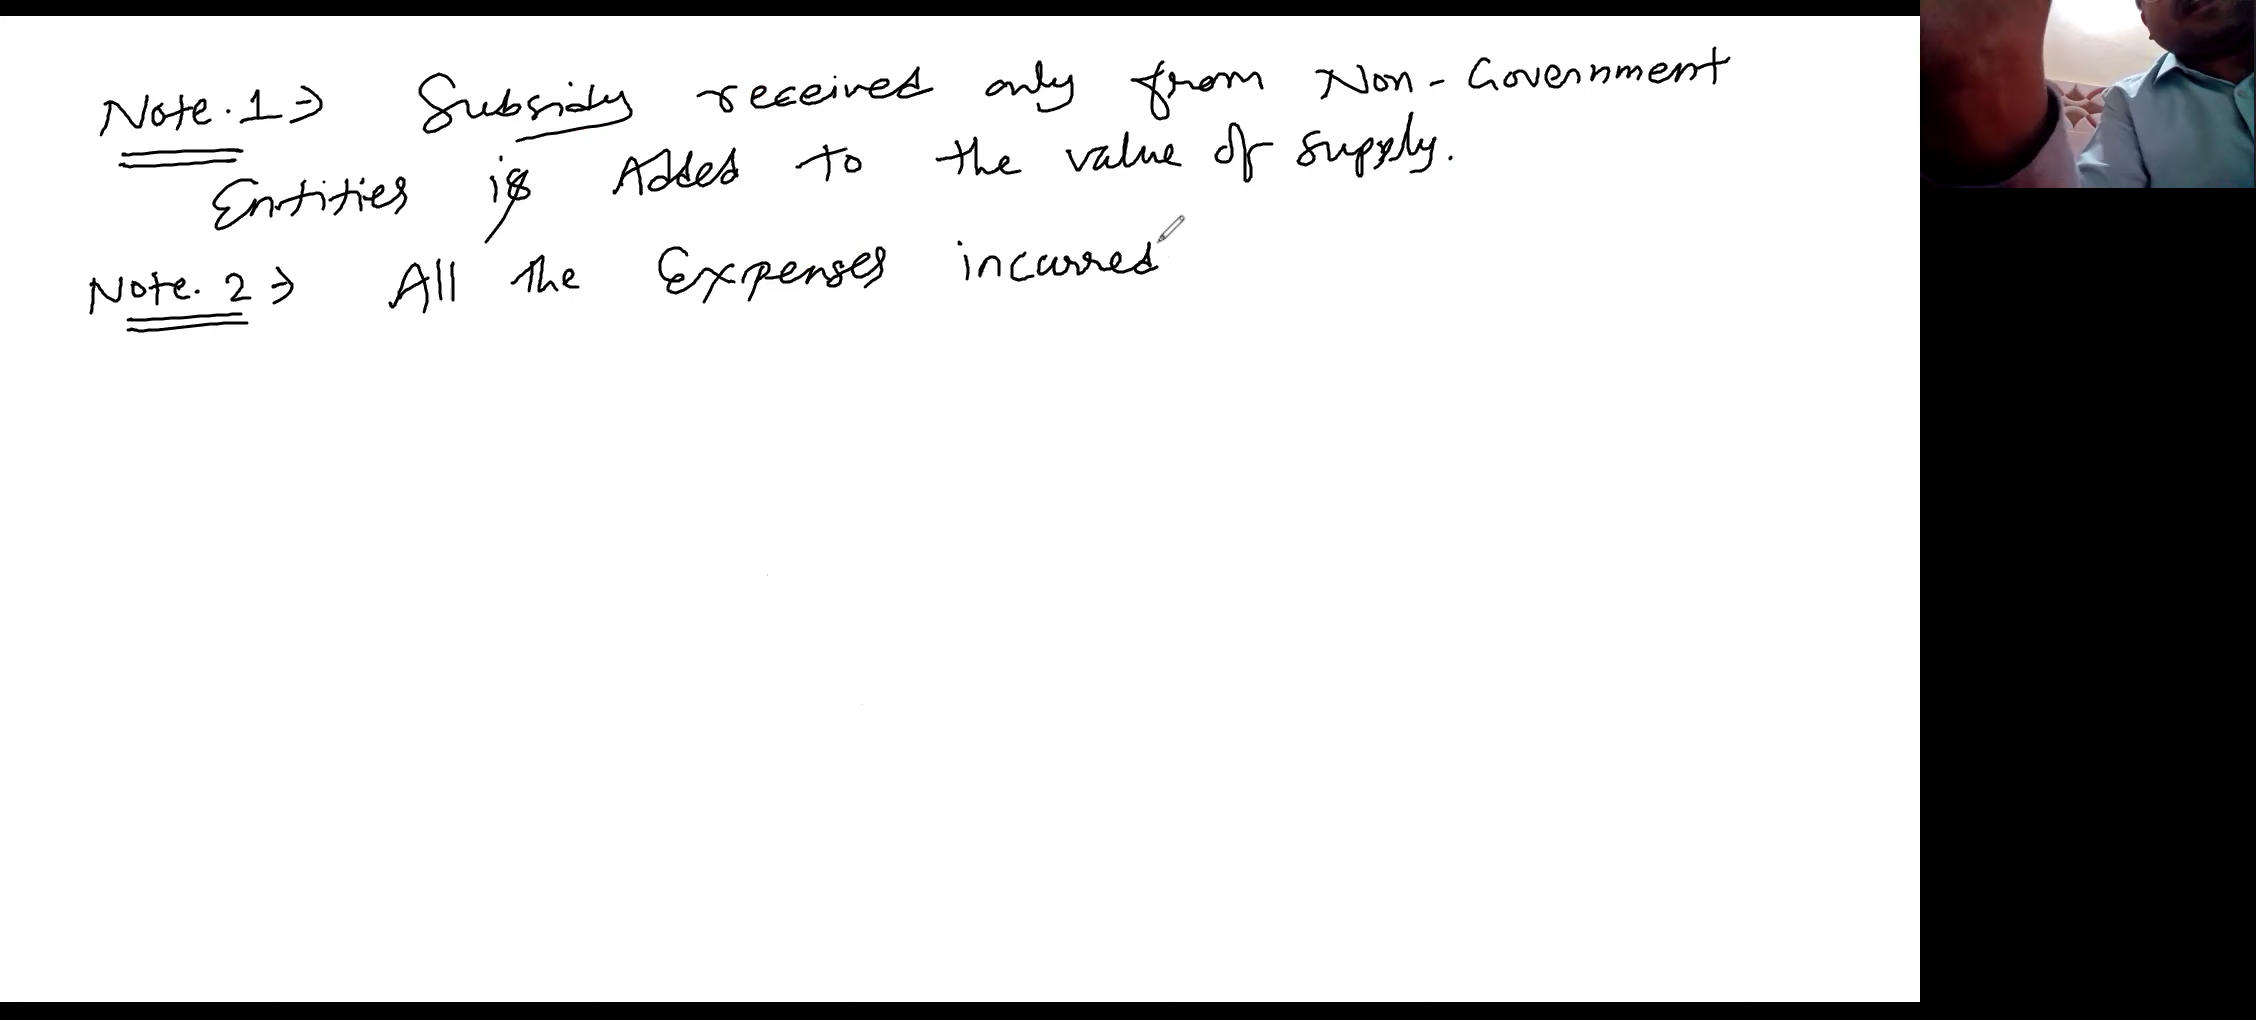 Note.1⇒ Subsidy received only from Non-Government
Entities is Added to the value of supply.
Note.2⇒ All the Expenses incurred